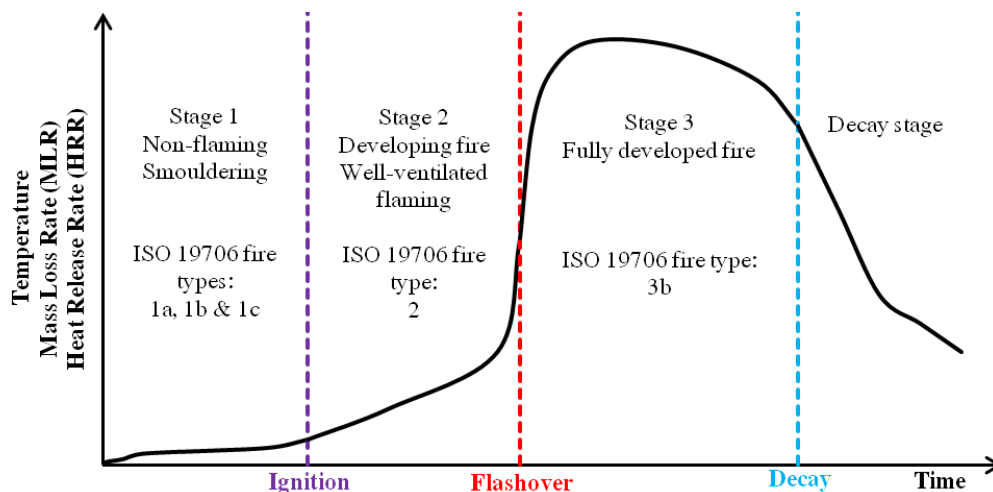 Temperature
Mass Loss Rate (MLR)
Heat Release Rate (HRR)
Stage 1
Non-flaming
Smouldering
ISO 19706 fire
types:
1a, 1b & 1c
Stage 2
Developing fire
Well-ventilated
flaming
ISO 19706 fire
type:
2
Stage 3
Fully developed fire
ISO 19706 fire type:
3b
Decay stage
Ignition
Flashover
Decay
Time